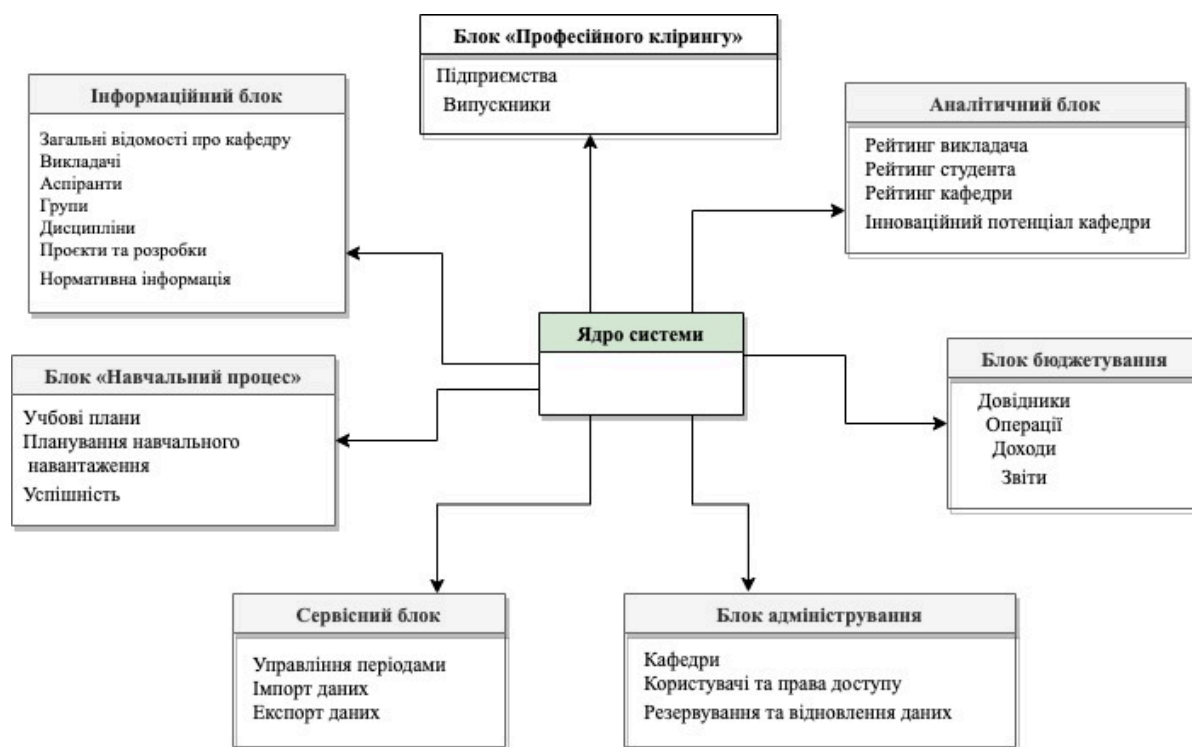 Блок «Професійного клірингу»
Підприємства
Випускники
Інформаційний блок
Загальні відомості про кафедру
Викладачі
Аспіранти
Групи
Дисципліни
Проєкти та розробки
Нормативна інформація
Аналітичний блок
Рейтинг викладача
Рейтинг студента
Рейтинг кафедри
Інноваційний потенціал кафедри
Ядро системи
Блок «Навчальний процес»
Учбові плани
Планування навчального
навантаження
Успішність
Блок бюджетування
Довідники
Операції
Доходи
Звіти
Сервісний блок
Управління періодами
Імпорт даних
Експорт даних
Блок адміністрування
Кафедри
Користувачі та права доступу
Резервування та відновлення даних